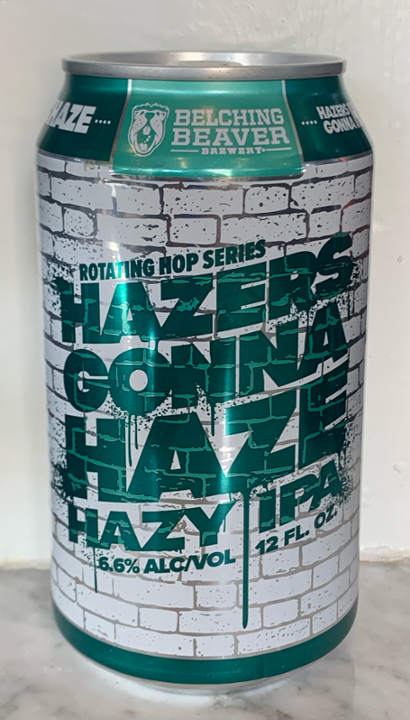 HAZE....
BELCHING
BEAVER
BREWERY
....HAZERS
GONNA
ROTATING HOP SERIES
HAZERS
GONNA
HAZE
HAZY IPA
6.6% ALC/VOL 12 FL. OZ.